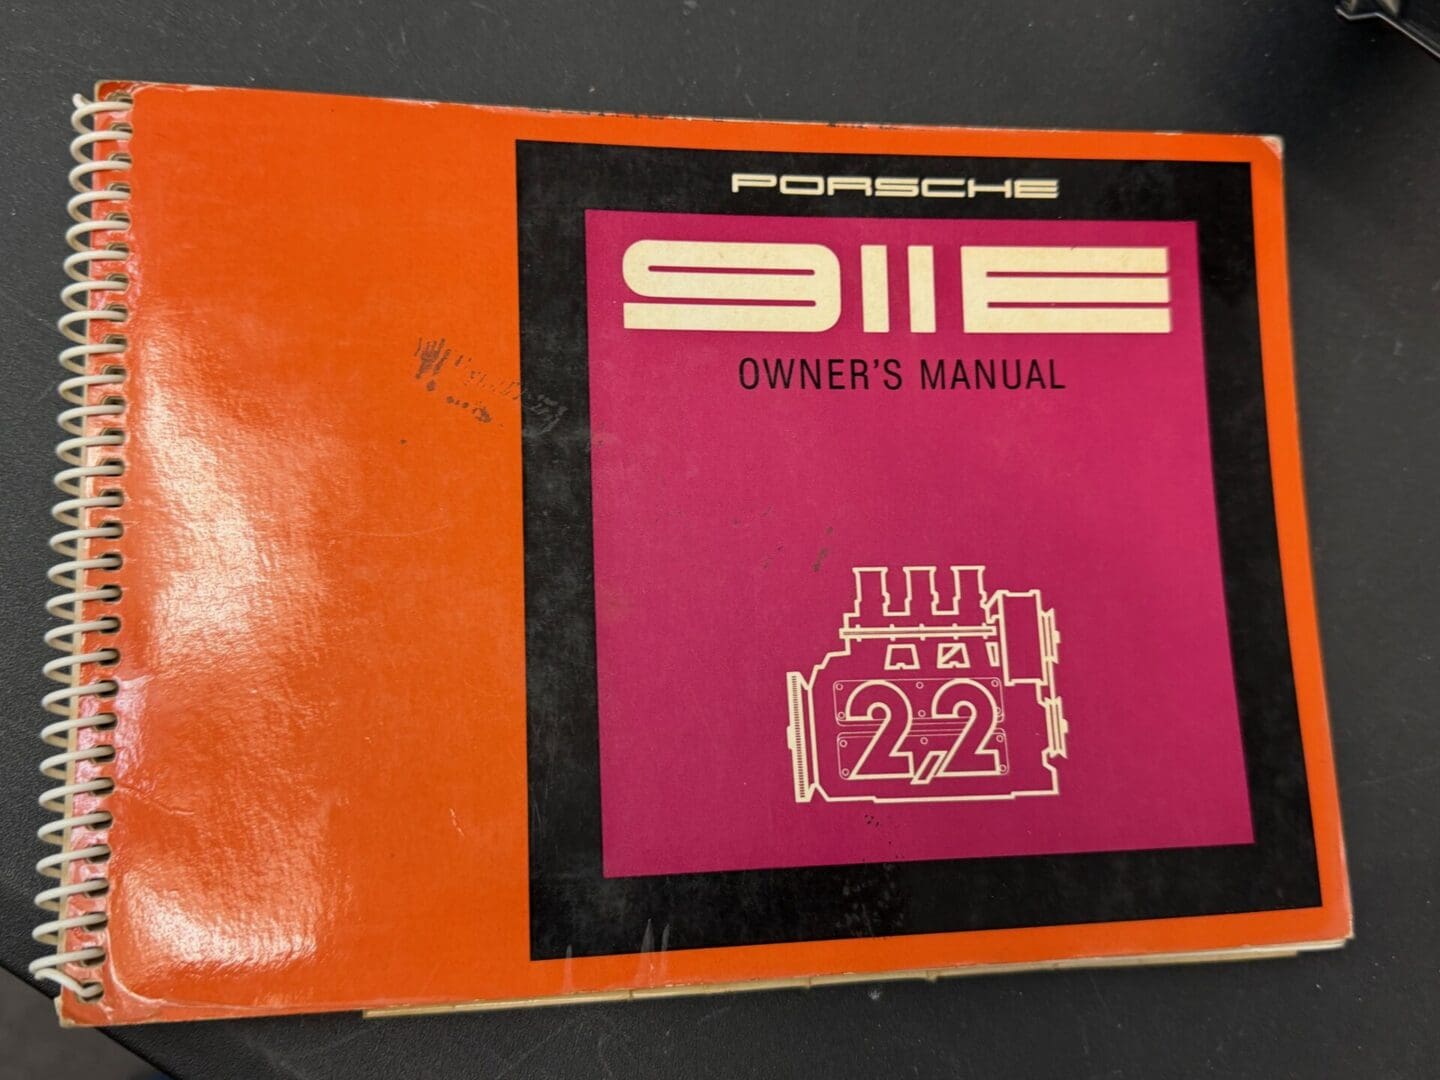 PORSCHE
911E
OWNER'S MANUAL
2,2